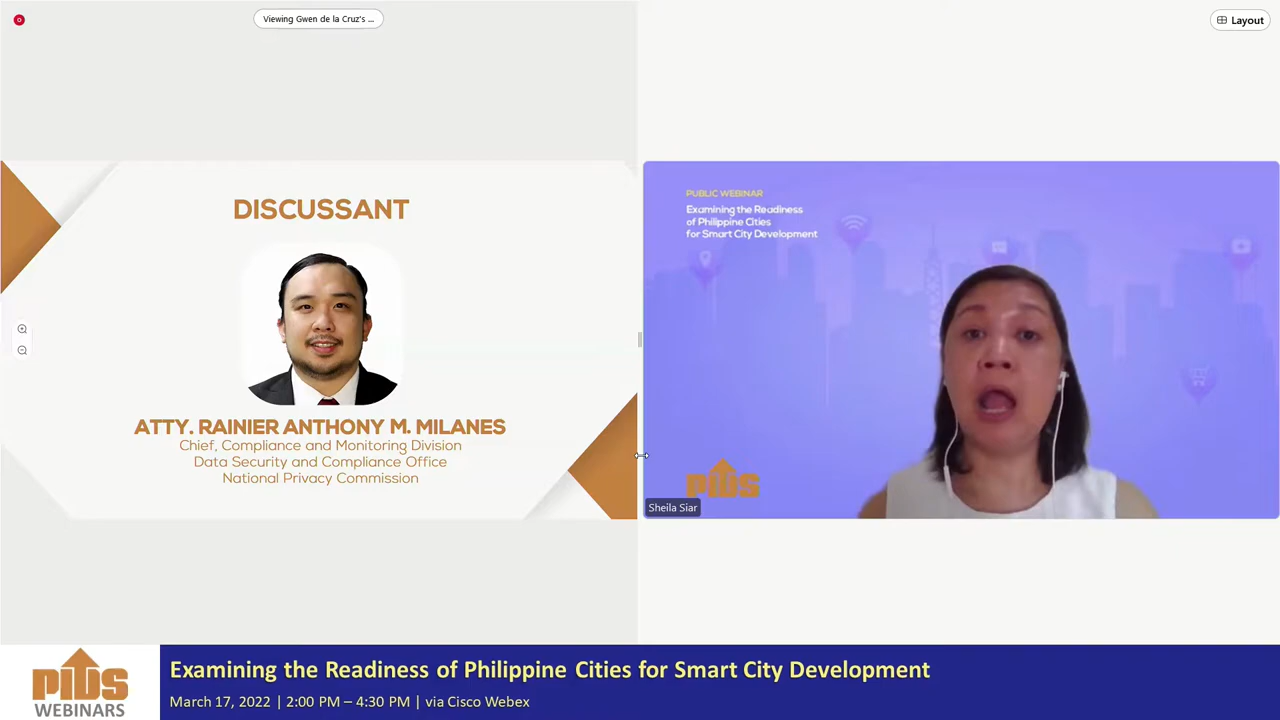 Viewing Gwen de la Cruz's ...
Layout
DISCUSSANT
ATTY. RAINIER ANTHONY M. MILANES
Chief, Compliance and Monitoring Division
Data Security and Compliance Office
National Privacy Commission
PUBLIC WEBINAR
Examining the Readiness
of Philippine Cities
for Smart City Development
PIDS
Sheila Siar
PIDS
WEBINARS
Examining the Readiness of Philippine Cities for Smart City Development
March 17, 2022 | 2:00 PM – 4:30 PM | via Cisco Webex